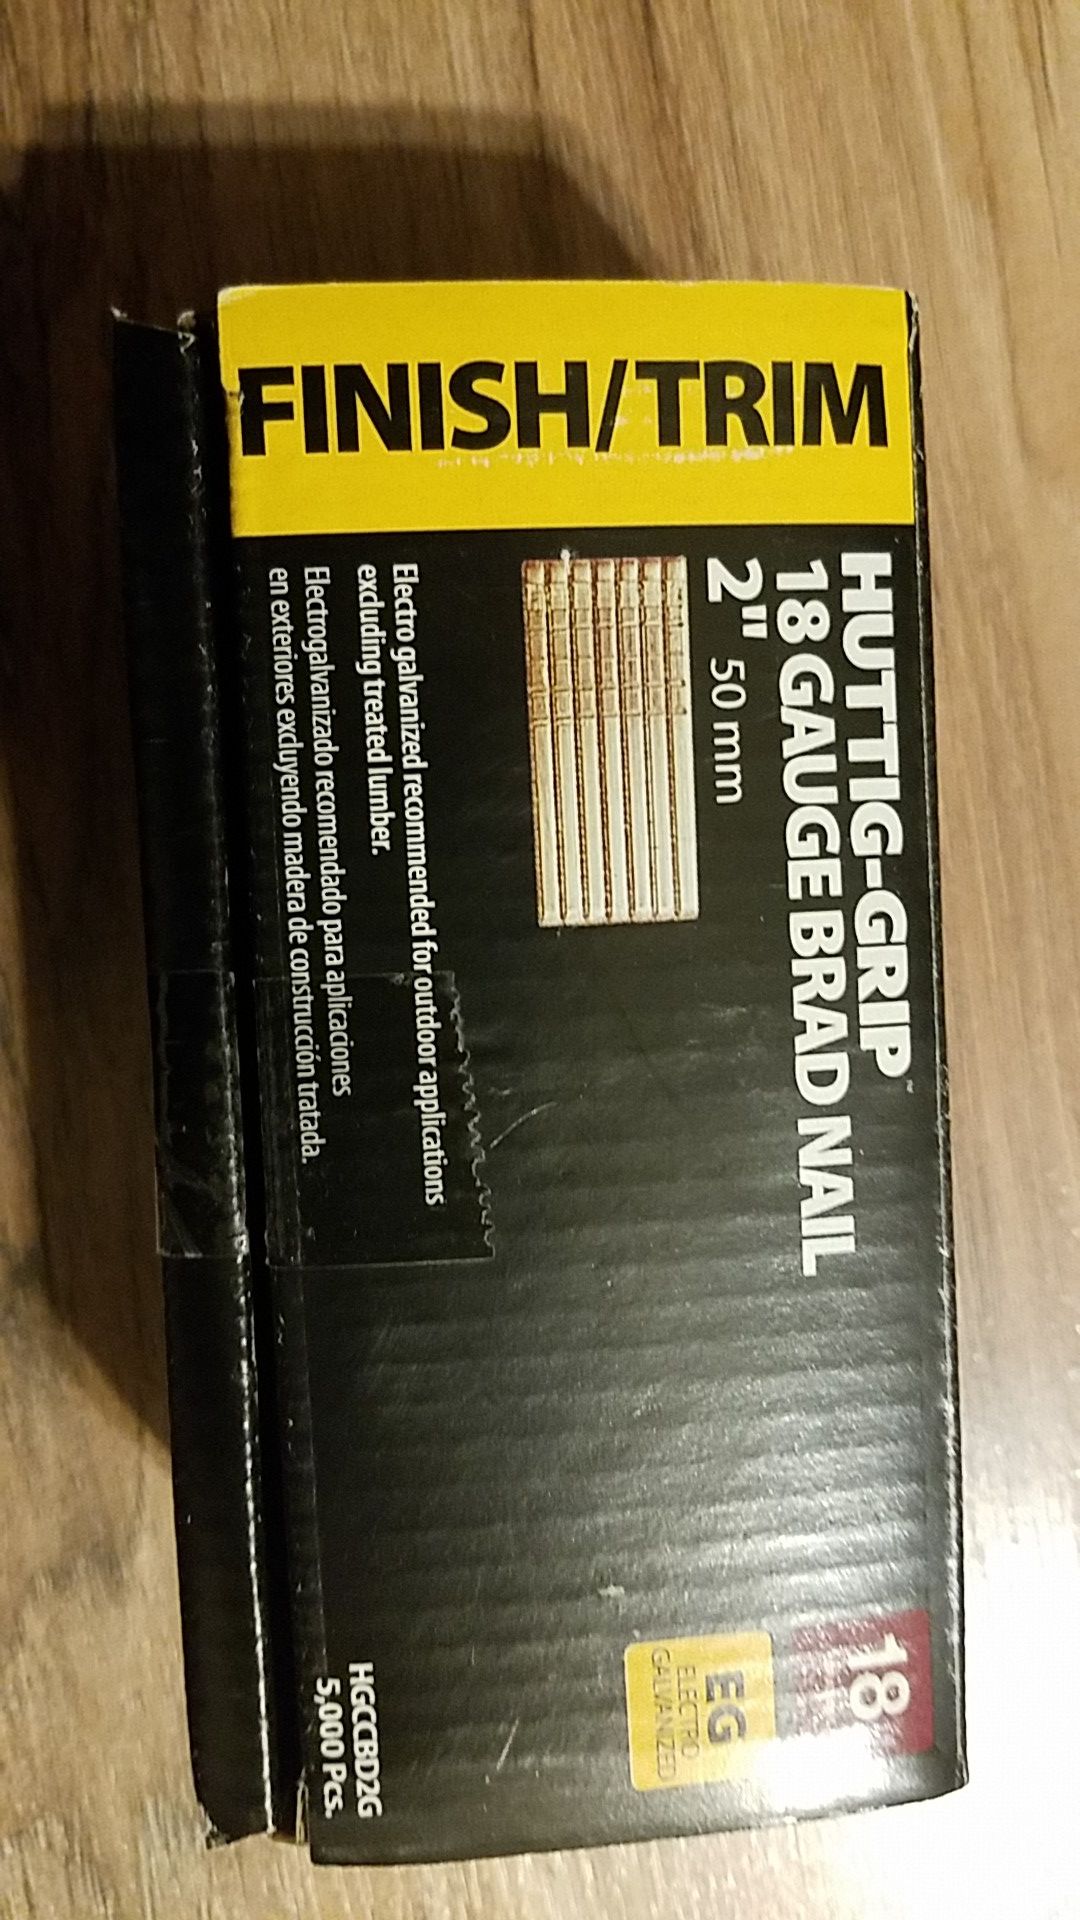 FINISH/TRIM
HUTTIG-GRIP™
18 GAUGE BRAD NAIL
2" 50 mm
Electro galvanized recommended for outdoor applications
excluding treated lumber.
Electrogalvanizado recomendado para aplicaciones
en exteriores excluyendo madera de construcción tratada.
18
EG
ELECTRO
GALVANIZED
HGCCBD2G
5,000 Pcs.